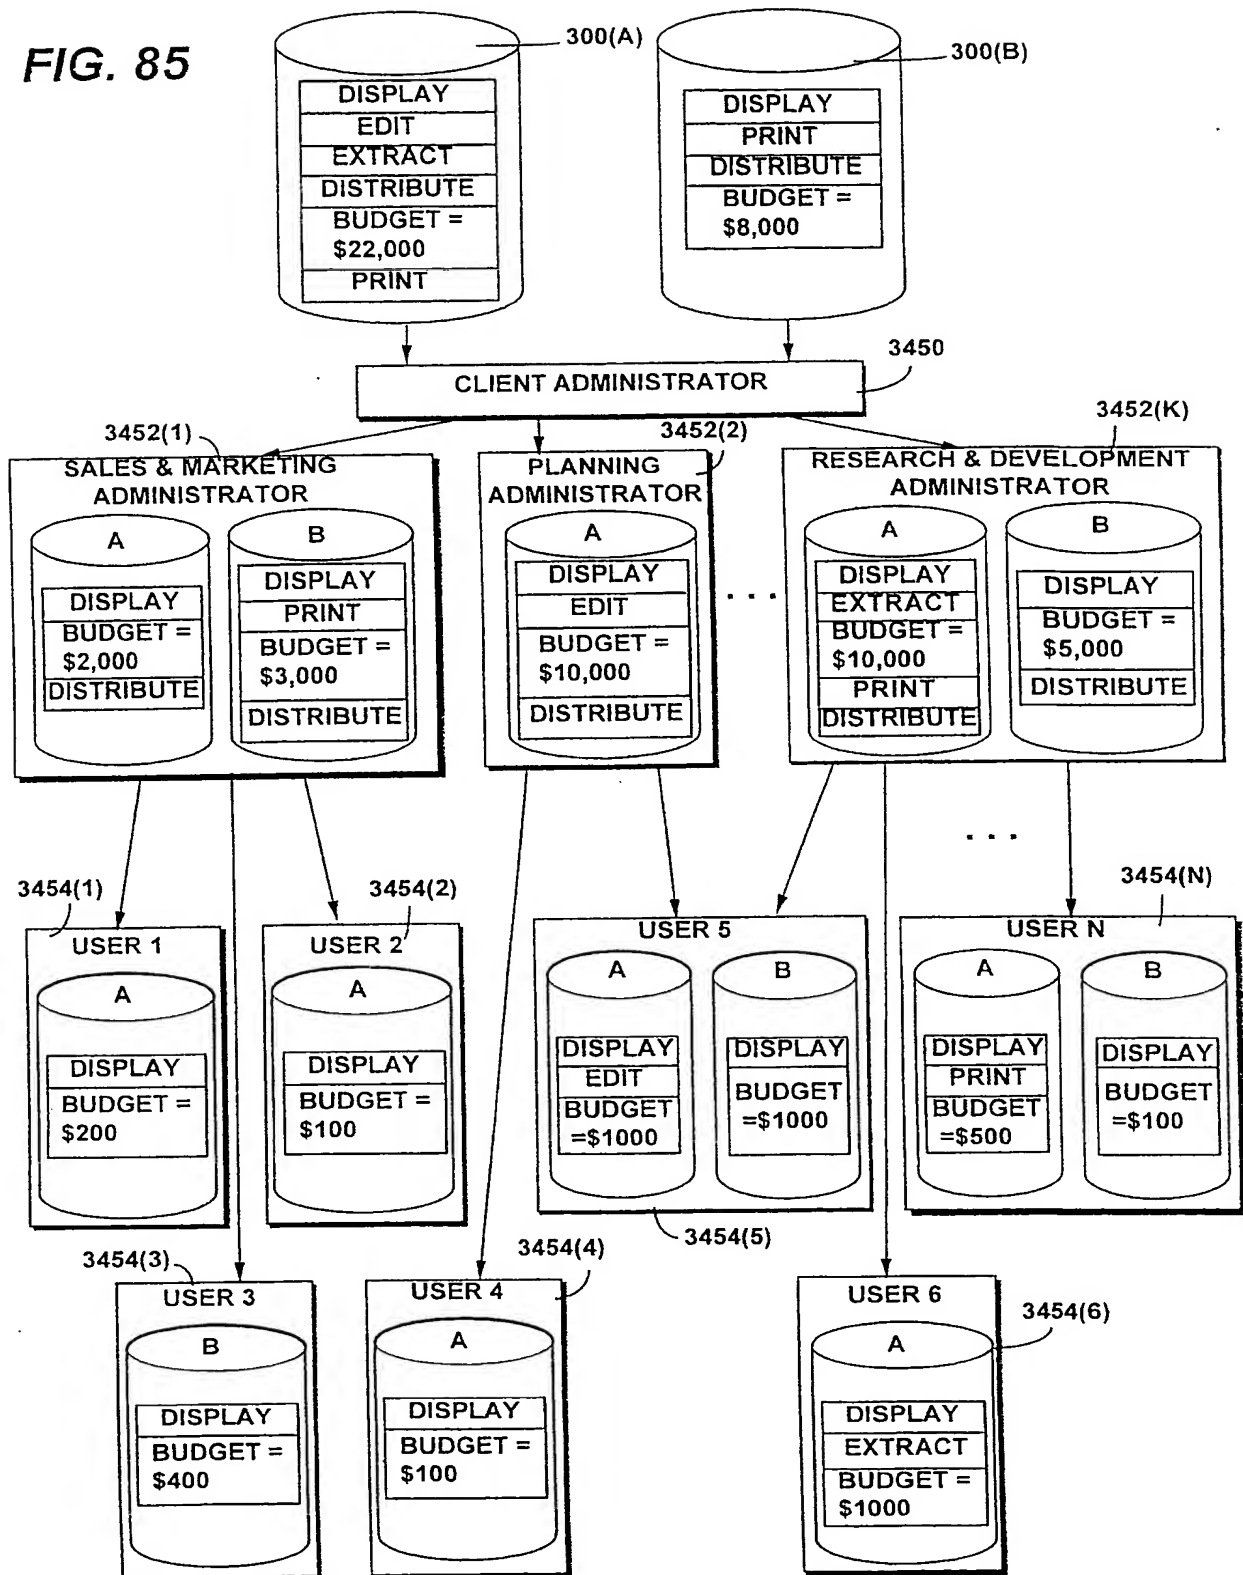 FIG. 85
300(A)
DISPLAY
EDIT
EXTRACT
DISTRIBUTE
BUDGET =
$22,000
PRINT
300(B)
DISPLAY
PRINT
DISTRIBUTE
BUDGET =
$8,000
3450
CLIENT ADMINISTRATOR
3452(1)
SALES & MARKETING
ADMINISTRATOR
A
DISPLAY
BUDGET =
$2,000
DISTRIBUTE
B
DISPLAY
PRINT
BUDGET =
$3,000
DISTRIBUTE
3452(2)
PLANNING
ADMINISTRATOR
A
DISPLAY
EDIT
BUDGET =
$10,000
DISTRIBUTE
. . .
3452(K)
RESEARCH & DEVELOPMENT
ADMINISTRATOR
A
DISPLAY
EXTRACT
BUDGET =
$10,000
PRINT
DISTRIBUTE
B
DISPLAY
BUDGET =
$5,000
DISTRIBUTE
. . .
3454(1)
USER 1
A
DISPLAY
BUDGET =
$200
3454(2)
USER 2
A
DISPLAY
BUDGET =
$100
USER 5
A
DISPLAY
EDIT
BUDGET
=$1000
B
DISPLAY
BUDGET
=$1000
3454(5)
3454(N)
USER N
A
DISPLAY
PRINT
BUDGET
=$500
B
DISPLAY
BUDGET
=$100
3454(3)
USER 3
B
DISPLAY
BUDGET =
$400
3454(4)
USER 4
A
DISPLAY
BUDGET =
$100
USER 6
3454(6)
A
DISPLAY
EXTRACT
BUDGET =
$1000